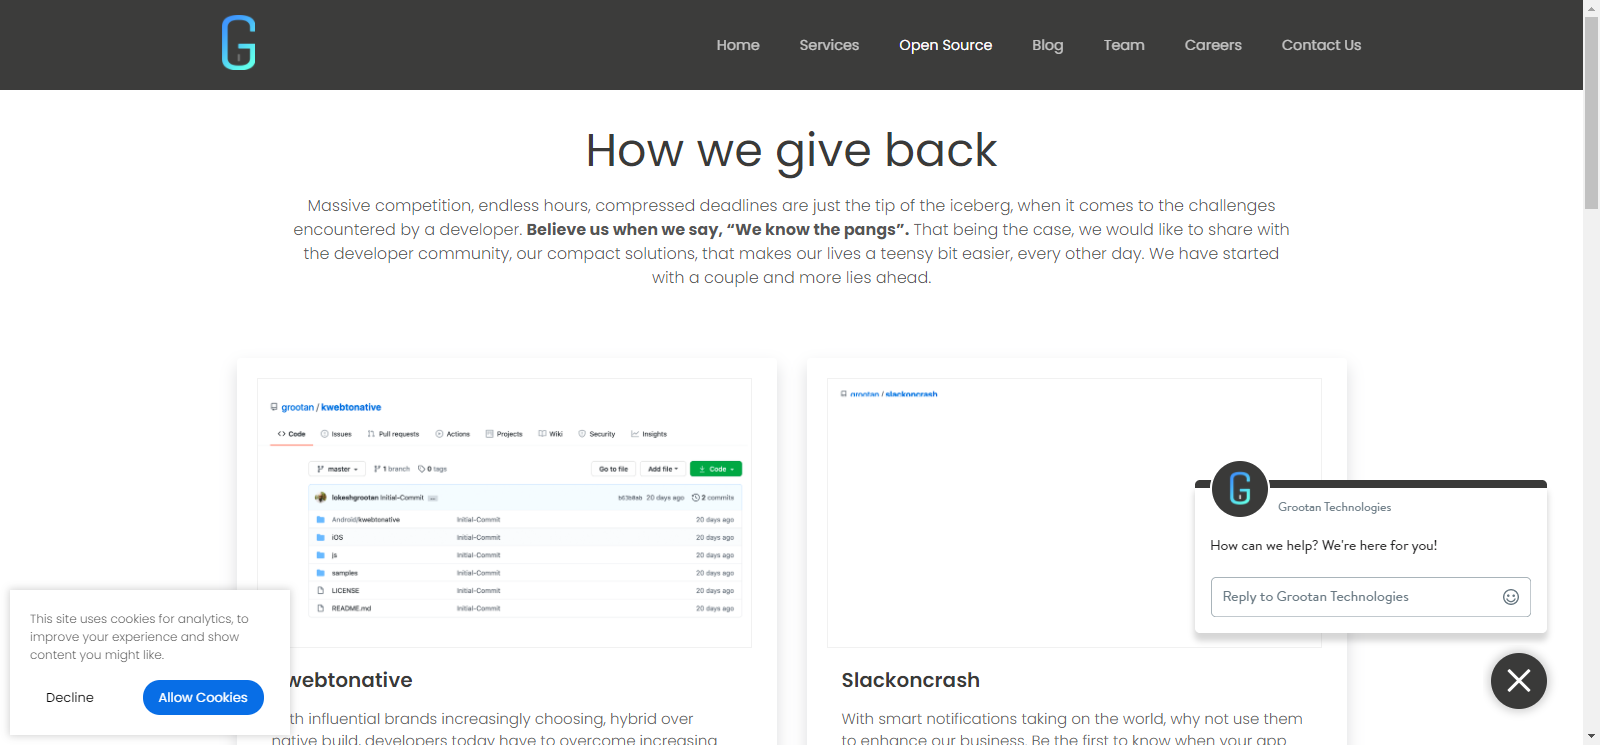 Home Services Open Source Blog Team Careers Contact Us
How we give back
Massive competition, endless hours, compressed deadlines are just the tip of the iceberg, when it comes to the challenges
encountered by a developer. Believe us when we say, “We know the pangs”. That being the case, we would like to share with
the developer community, our compact solutions, that makes our lives a teensy bit easier, every other day. We have started
with a couple and more lies ahead.
grootan / kwebtonative
Code Issues Pull requests Actions Projects Wiki Security Insights
master 1 branch 0 tags Go to file Add file Code
lokeshgrootan Initial-Commit b63b8ab 20 days ago 2 commits
Android/kwebtonative Initial-Commit 20 days ago
iOS Initial-Commit 20 days ago
js Initial-Commit 20 days ago
samples Initial-Commit 20 days ago
LICENSE Initial-Commit 20 days ago
README.md Initial-Commit 20 days ago
grootan / slackoncrash
webtonative
th influential brands increasingly choosing, hybrid over
native build, developers today have to overcome increasing
Slackoncrash
With smart notifications taking on the world, why not use them
to enhance our business. Be the first to know when your app
Grootan Technologies
How can we help? We're here for you!
Reply to Grootan Technologies
This site uses cookies for analytics, to
improve your experience and show
content you might like.
Decline Allow Cookies